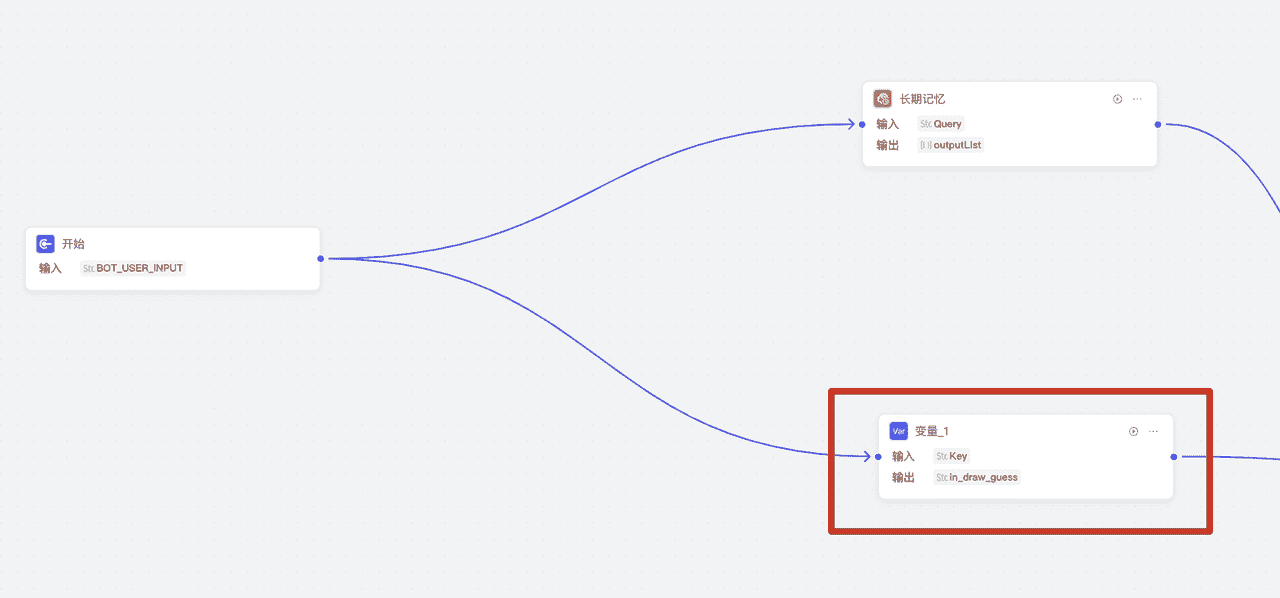 长期记忆
输入 Str. Query
输出 [ ] outputList
开始
输入 Str. BOT_USER_INPUT
Var 变量_1
输入 Str. Key
输出 Str. in_draw_guess